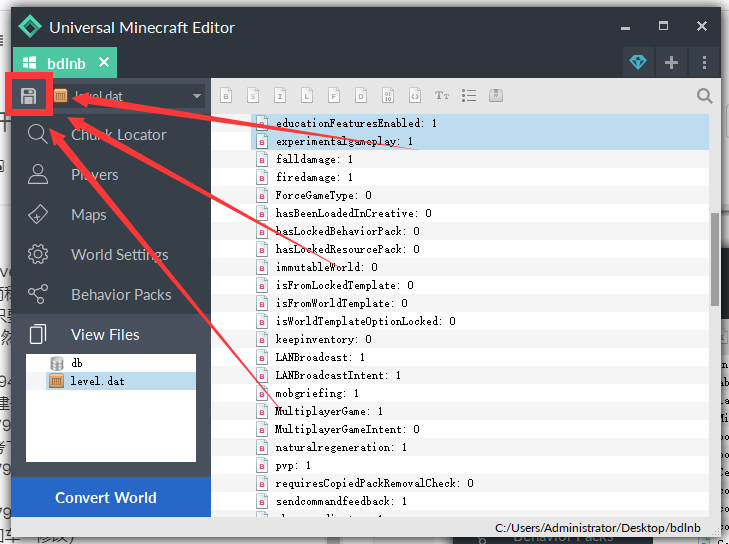 Universal Minecraft Editor
bdlnb
level.dat
Chunk Locator
Players
Maps
World Settings
Behavior Packs
View Files
db
level.dat
Convert World
B S I L F D <> Tt
educationFeaturesEnabled: 1
experimentalgameplay: 1
falldamage: 1
firedamage: 1
ForceGameType: 0
hasBeenLoadedInCreative: 0
hasLockedBehaviorPack: 0
hasLockedResourcePack: 0
immutableWorld: 0
isFromLockedTemplate: 0
isFromWorldTemplate: 0
isWorldTemplateOptionLocked: 0
keepinventory: 0
LANBroadcast: 1
LANBroadcastIntent: 1
mobgriefing: 1
MultiplayerGame: 1
MultiplayerGameIntent: 0
naturalregeneration: 1
pvp: 1
requiresCopiedPackRemovalCheck: 0
sendcommandfeedback: 1
C:/Users/Administrator/Desktop/bdlnb
Behavior Packs